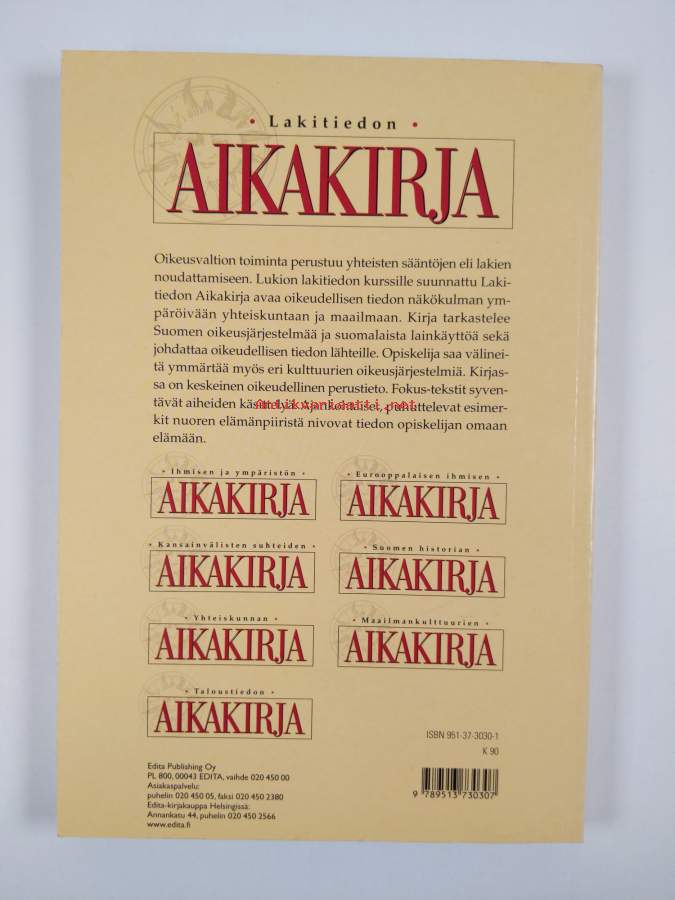 • Lakitiedon •
AIKAKIRJA
Oikeusvaltion toiminta perustuu yhteisten sääntöjen eli lakien
noudattamiseen. Lukion lakitiedon kurssille suunnattu Laki-
tiedon Aikakirja avaa oikeudellisen tiedon näkökulman ym-
päröivään yhteiskuntaan ja maailmaan. Kirja tarkastelee
Suomen oikeusjärjestelmää ja suomalaista lainkäyttöä sekä
johdattaa oikeudellisen tiedon lähteille. Opiskelija saa välinei-
tä ymmärtää myös eri kulttuurien oikeusjärjestelmiä. Kirjas-
sa on keskeinen oikeudellinen perustieto. Fokus-tekstit syven-
tävät aiheiden käsittelyä. Ajankohtaiset, puhuttelevat esimer-
kit nuoren elämänpiiristä nivovat tiedon opiskelijan omaan
elämään.
• Ihmisen ja ympäristön •
AIKAKIRJA
• Eurooppalaisen ihmisen •
AIKAKIRJA
• Kansainvälisten suhteiden •
AIKAKIRJA
• Suomen historian •
AIKAKIRJA
• Yhteiskunnan •
AIKAKIRJA
• Maailmankulttuurien •
AIKAKIRJA
• Taloustiedon •
AIKAKIRJA
ISBN 951-37-3030-1
K 90
Edita Publishing Oy
PL 800, 00043 EDITA, vaihde 020 450 00
Asiakaspalvelu:
puhelin 020 450 05, faksi 020 450 2380
Edita-kirjakauppa Helsingissä:
Annankatu 44, puhelin 020 450 2566
www.edita.fi
9 789513 730307